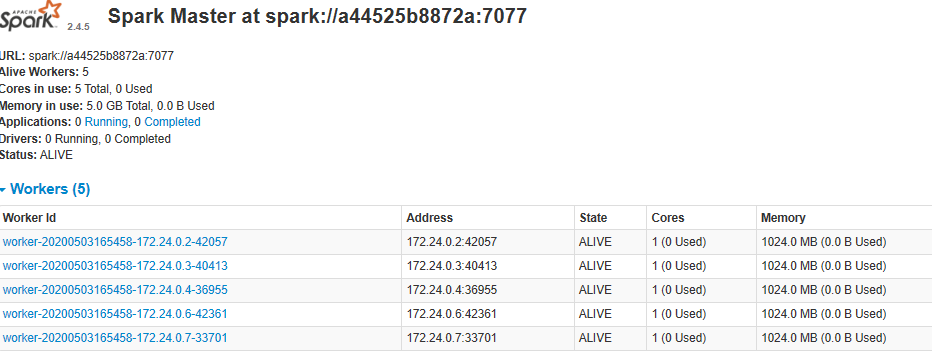 APACHE
Spark 2.4.5 Spark Master at spark://a44525b8872a:7077
URL: spark://a44525b8872a:7077
Alive Workers: 5
Cores in use: 5 Total, 0 Used
Memory in use: 5.0 GB Total, 0.0 B Used
Applications: 0 Running, 0 Completed
Drivers: 0 Running, 0 Completed
Status: ALIVE
Workers (5)
Worker Id Address State Cores Memory
worker-20200503165458-172.24.0.2-42057 172.24.0.2:42057 ALIVE 1 (0 Used) 1024.0 MB (0.0 B Used)
worker-20200503165458-172.24.0.3-40413 172.24.0.3:40413 ALIVE 1 (0 Used) 1024.0 MB (0.0 B Used)
worker-20200503165458-172.24.0.4-36955 172.24.0.4:36955 ALIVE 1 (0 Used) 1024.0 MB (0.0 B Used)
worker-20200503165458-172.24.0.6-42361 172.24.0.6:42361 ALIVE 1 (0 Used) 1024.0 MB (0.0 B Used)
worker-20200503165458-172.24.0.7-33701 172.24.0.7:33701 ALIVE 1 (0 Used) 1024.0 MB (0.0 B Used)